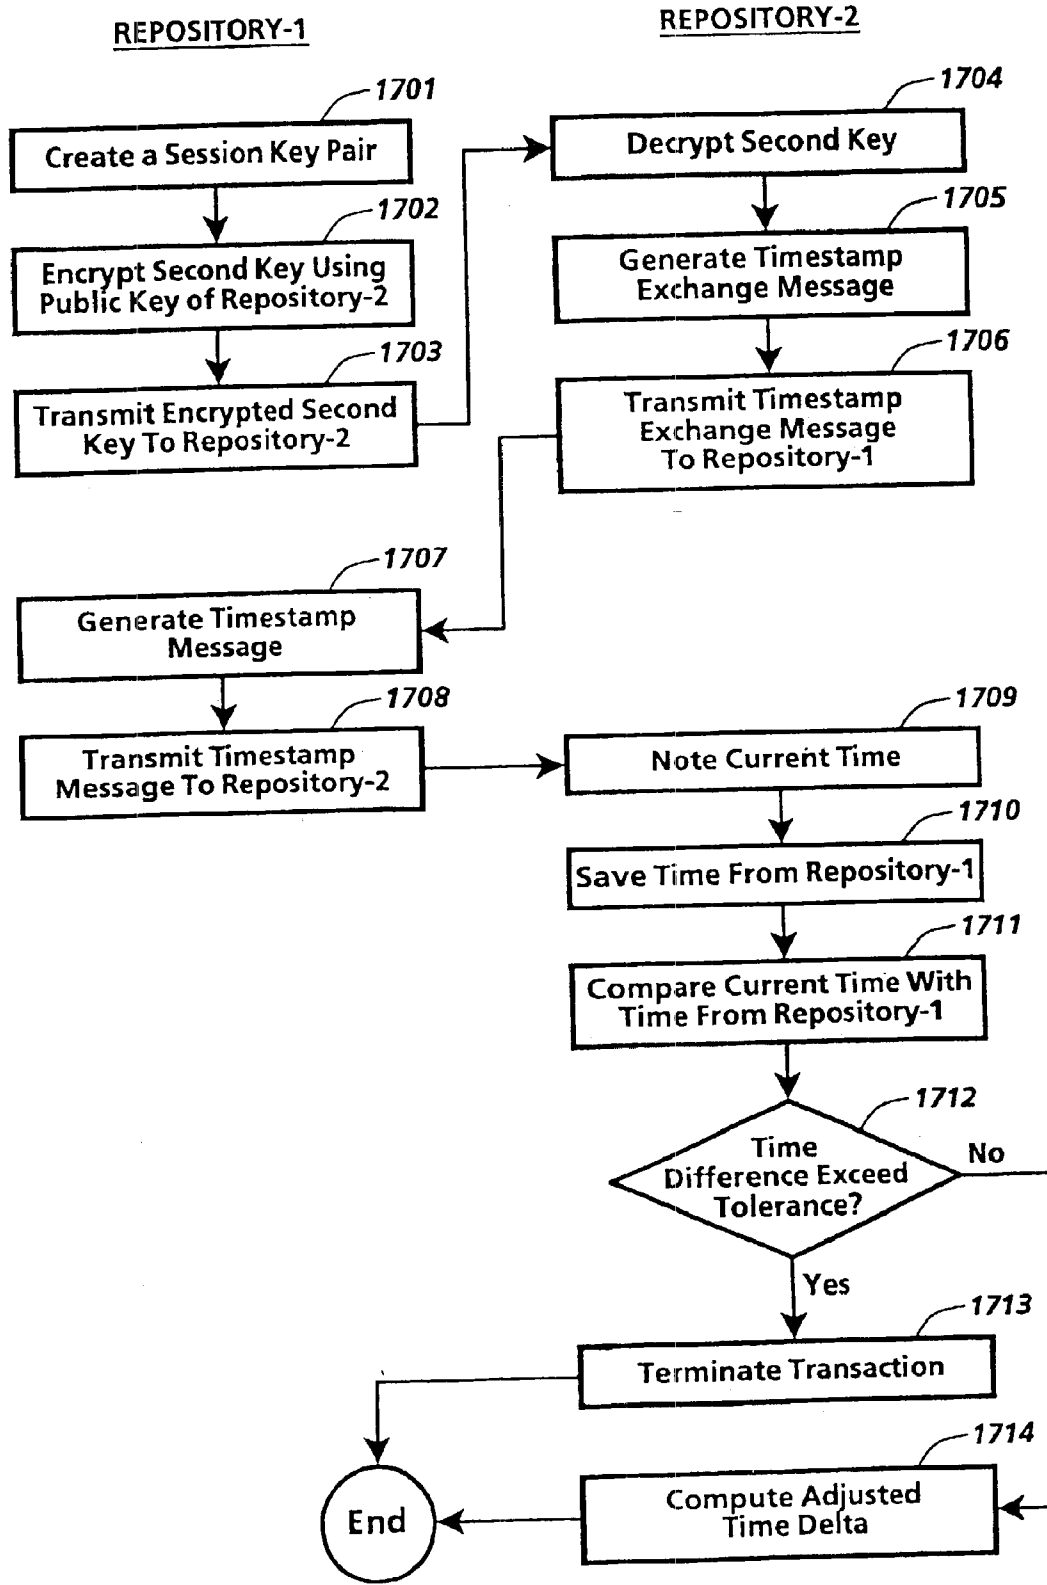 REPOSITORY-1
REPOSITORY-2
1701
Create a Session Key Pair
1702
Encrypt Second Key Using
Public Key of Repository-2
1703
Transmit Encrypted Second
Key To Repository-2
1704
Decrypt Second Key
1705
Generate Timestamp
Exchange Message
1706
Transmit Timestamp
Exchange Message
To Repository-1
1707
Generate Timestamp
Message
1708
Transmit Timestamp
Message To Repository-2
1709
Note Current Time
1710
Save Time From Repository-1
1711
Compare Current Time With
Time From Repository-1
1712
Time
Difference Exceed
Tolerance?
No
Yes
1713
Terminate Transaction
1714
Compute Adjusted
Time Delta
End